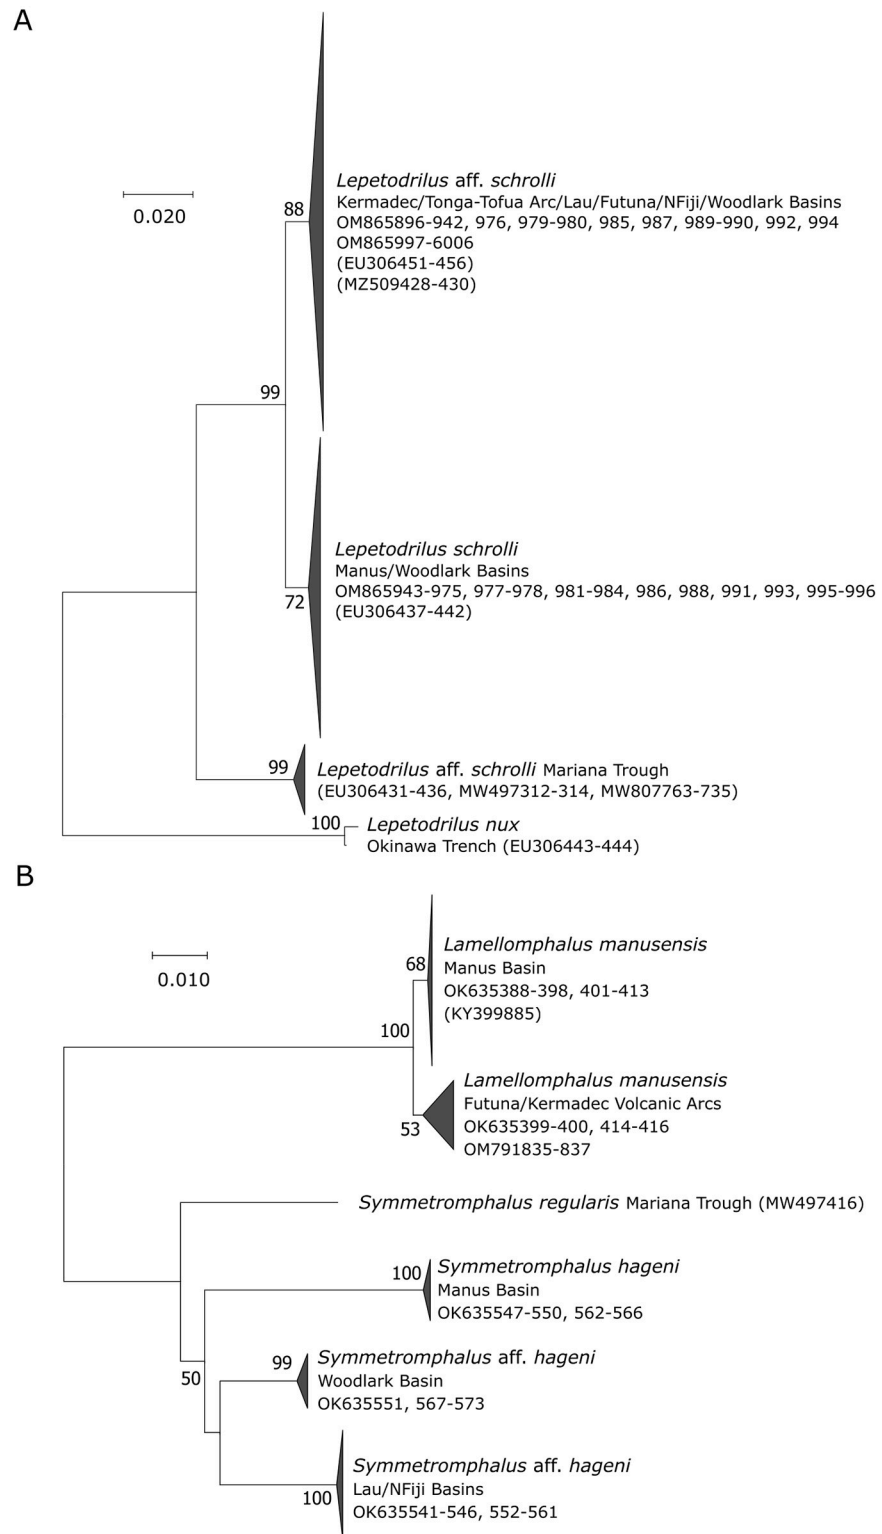 A
0.020
88
Lepetodrilus aff. schrolli
Kermadec/Tonga-Tofua Arc/Lau/Futuna/NFiji/Woodlark Basins
OM865896-942, 976, 979-980, 985, 987, 989-990, 992, 994
OM865997-6006
(EU306451-456)
(MZ509428-430)
99
Lepetodrilus schrolli
Manus/Woodlark Basins
OM865943-975, 977-978, 981-984, 986, 988, 991, 993, 995-996
(EU306437-442)
72
99
Lepetodrilus aff. schrolli Mariana Trough
(EU306431-436, MW497312-314, MW807763-735)
100
Lepetodrilus nux
Okinawa Trench (EU306443-444)
B
0.010
68
Lamellomphalus manusensis
Manus Basin
OK635388-398, 401-413
(KY399885)
100
Lamellomphalus manusensis
Futuna/Kermadec Volcanic Arcs
OK635399-400, 414-416
OM791835-837
53
Symmetromphalus regularis Mariana Trough (MW497416)
100
Symmetromphalus hageni
Manus Basin
OK635547-550, 562-566
50
99
Symmetromphalus aff. hageni
Woodlark Basin
OK635551, 567-573
100
Symmetromphalus aff. hageni
Lau/NFiji Basins
OK635541-546, 552-561